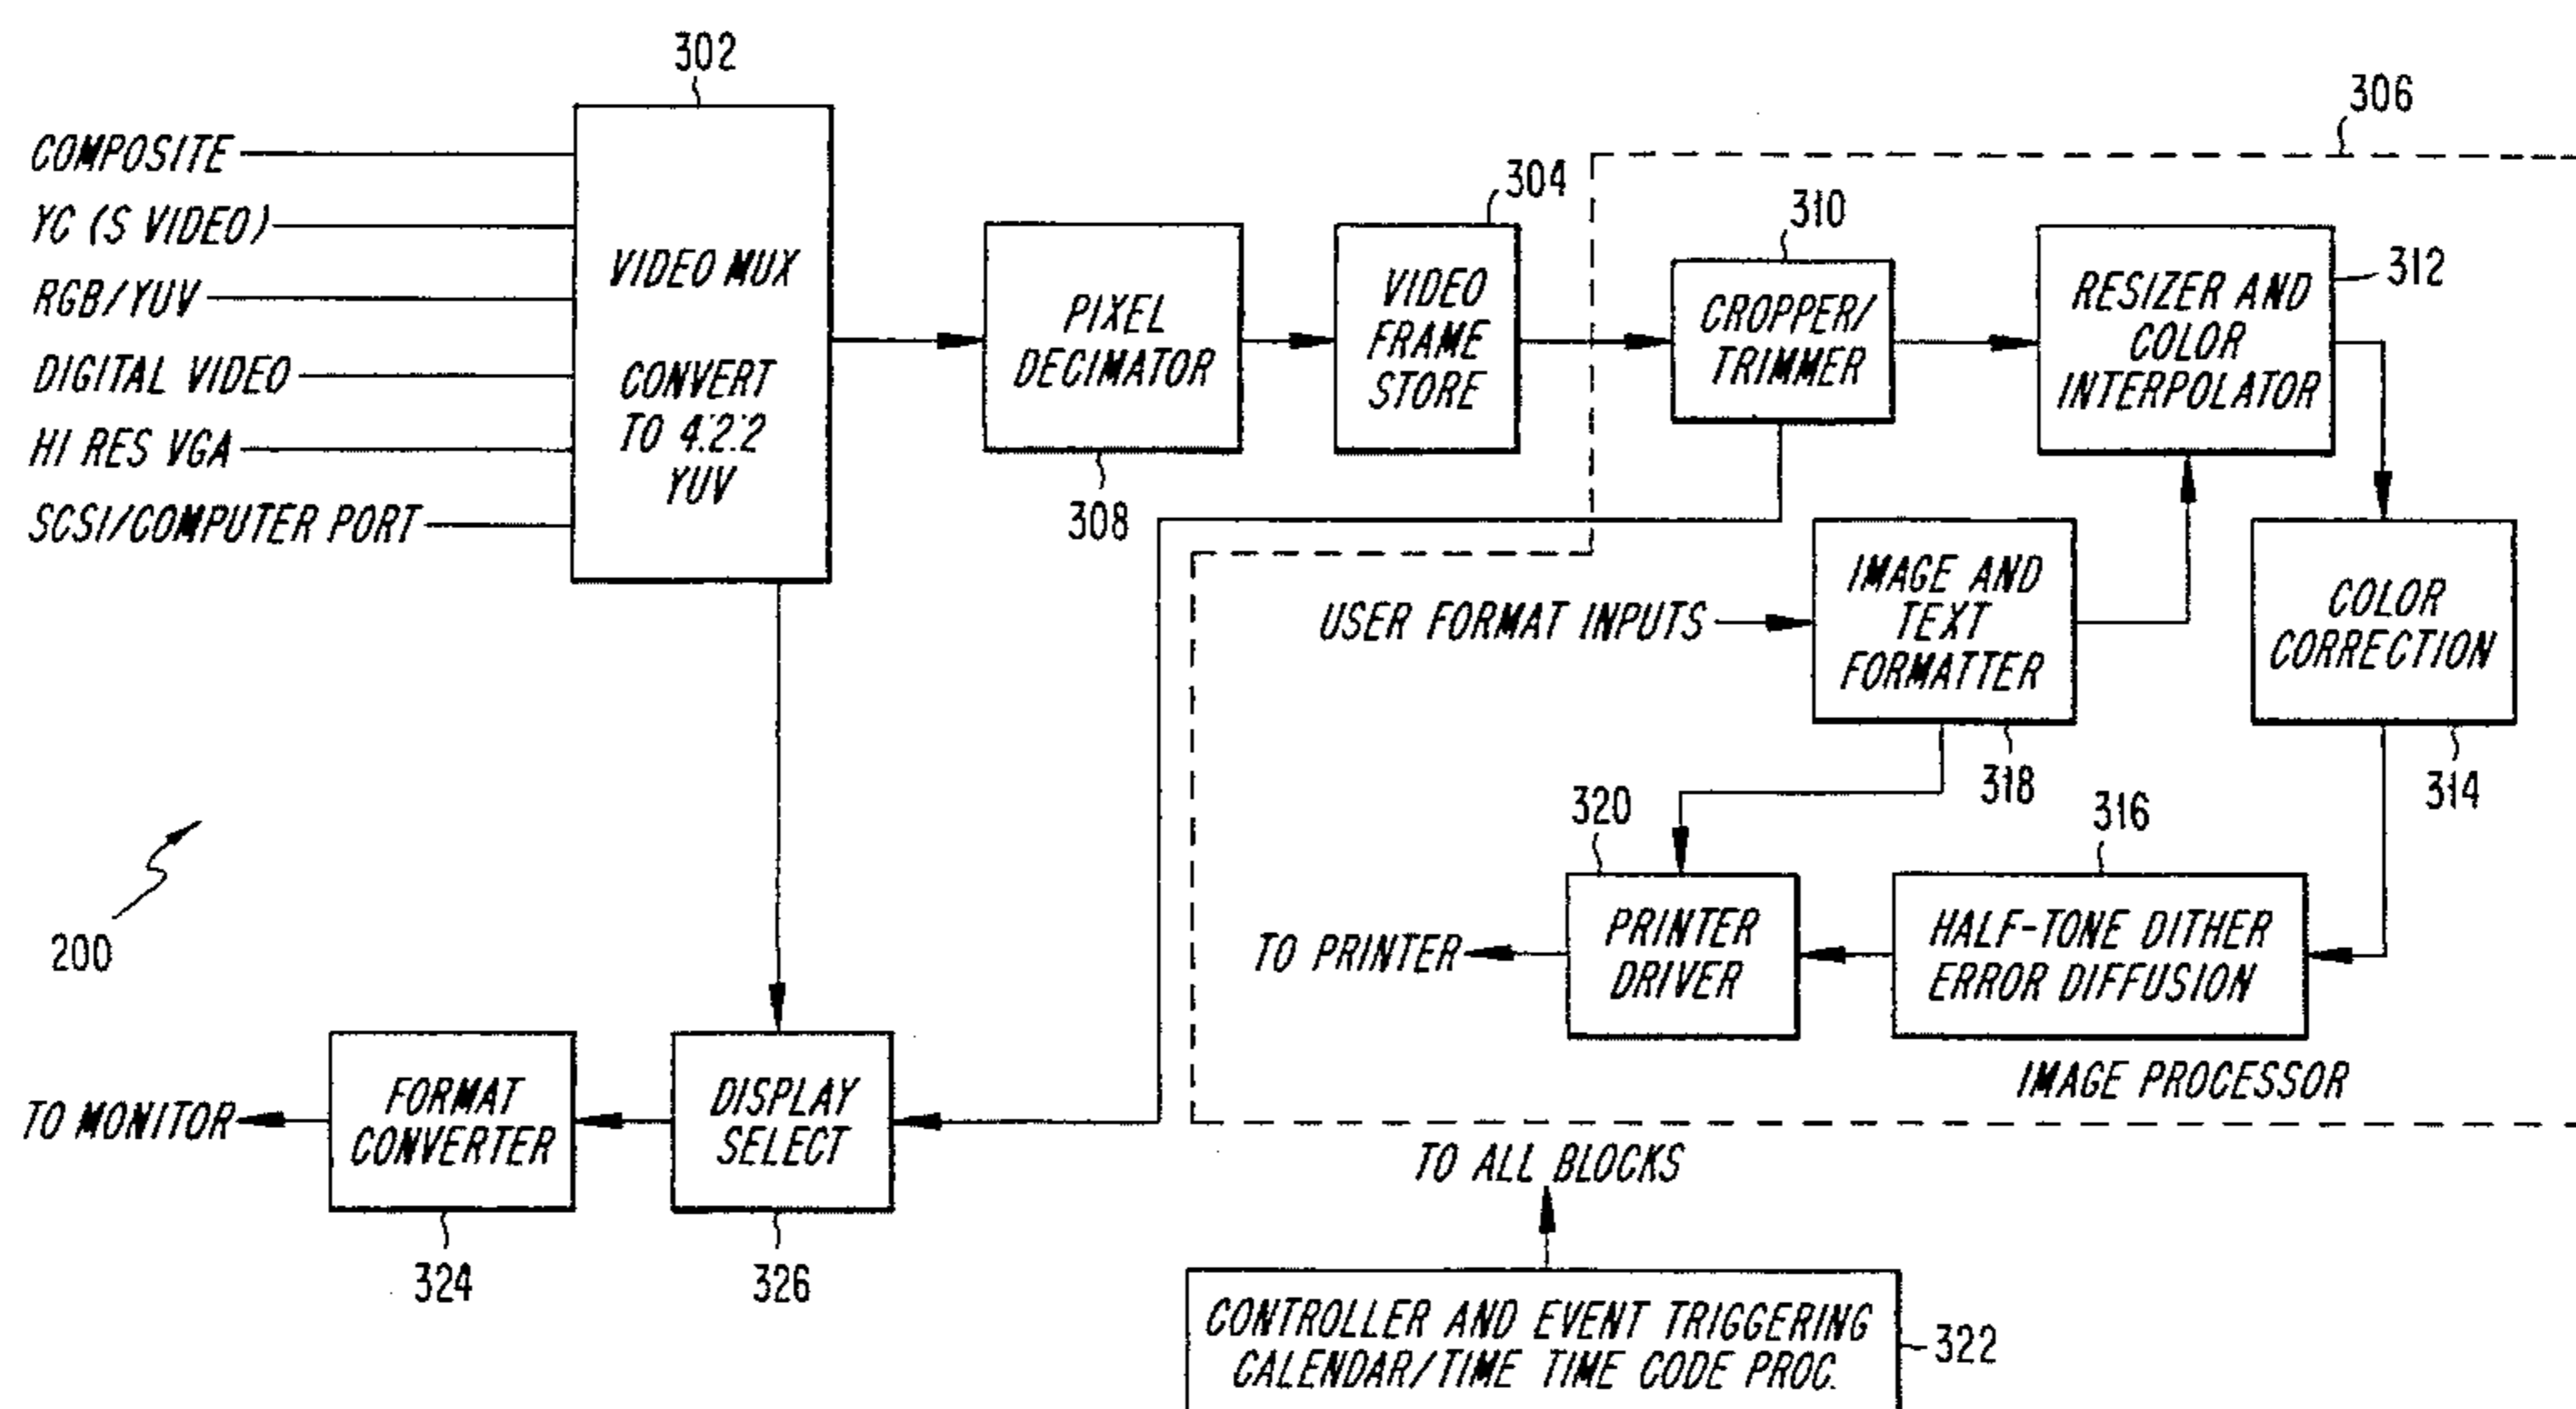 302
COMPOSITE
YC (S VIDEO)
RGB/YUV
DIGITAL VIDEO
HI RES VGA
SCSI/COMPUTER PORT
VIDEO MUX
CONVERT
TO 4:2:2
YUV
PIXEL
DECIMATOR
308
304
VIDEO
FRAME
STORE
306
310
CROPPER/
TRIMMER
RESIZER AND
COLOR
INTERPOLATOR
312
USER FORMAT INPUTS
IMAGE AND
TEXT
FORMATTER
318
COLOR
CORRECTION
314
316
HALF-TONE DITHER
ERROR DIFFUSION
320
PRINTER
DRIVER
TO PRINTER
IMAGE PROCESSOR
200
TO MONITOR
FORMAT
CONVERTER
324
DISPLAY
SELECT
326
TO ALL BLOCKS
CONTROLLER AND EVENT TRIGGERING
CALENDAR/TIME TIME CODE PROC.
322